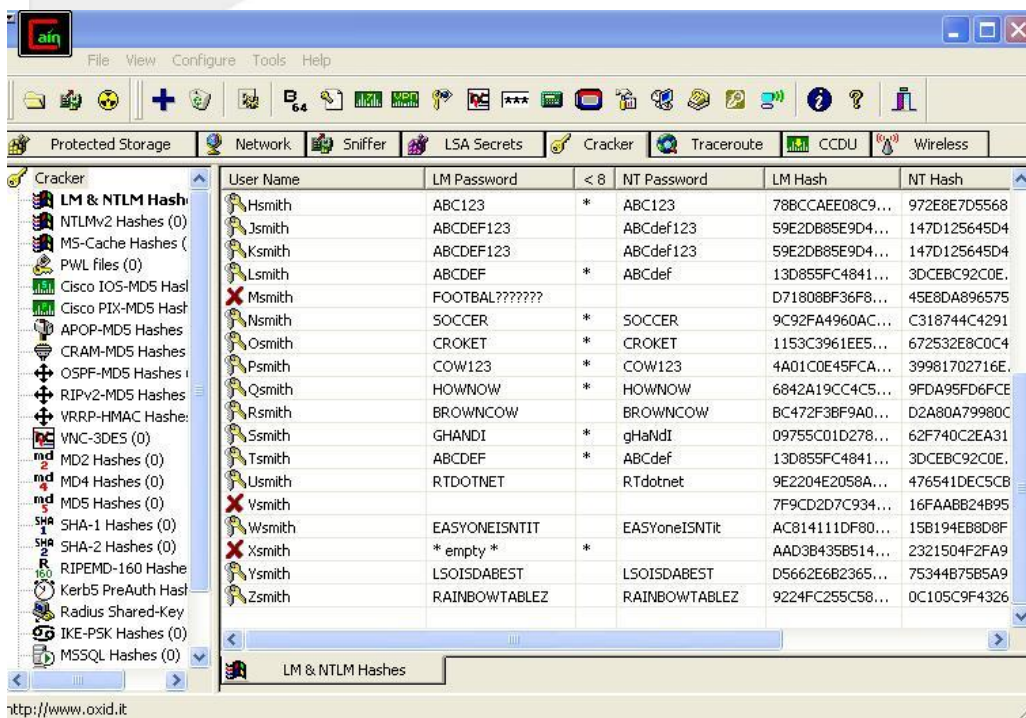 Cain
File View Configure Tools Help
B 64
Protected Storage Network Sniffer LSA Secrets Cracker Traceroute CCDU Wireless
Cracker
LM & NTLM Hash
NTLMv2 Hashes (0)
MS-Cache Hashes (
PWL files (0)
Cisco IOS-MD5 Hasl
Cisco PIX-MD5 Hash
APOP-MD5 Hashes
CRAM-MD5 Hashes
OSPF-MD5 Hashes
RIPv2-MD5 Hashes
VRRP-HMAC Hashe
VNC-3DES (0)
MD2 Hashes (0)
MD4 Hashes (0)
MD5 Hashes (0)
SHA-1 Hashes (0)
SHA-2 Hashes (0)
RIPEMD-160 Hashe
Kerb5 PreAuth Hash
Radius Shared-Key
IKE-PSK Hashes (0)
MSSQL Hashes (0)
User Name LM Password < 8 NT Password LM Hash NT Hash
Hsmith ABC123 * ABC123 78BCCAEE08C9... 972E8E7D5568
Jsmith ABCDEF123 ABCdef123 59E2DB85E9D4... 147D125645D4
Ksmith ABCDEF123 ABCdef123 59E2DB85E9D4... 147D125645D4
Lsmith ABCDEF * ABCdef 13D855FC4841... 3DCEBC92C0E.
Msmith FOOTBAL??????? D71808BF36F8... 45E8DA896575
Nsmith SOCCER * SOCCER 9C92FA4960AC... C318744C4291
Osmith CROKET * CROKET 1153C3961EE5... 672532E8C0C4
Psmith COW123 * COW123 4A01C0E45FCA... 39981702716E.
Qsmith HOWNOW * HOWNOW 6842A19CC4C5... 9FDA95FD6FCE
Rsmith BROWNCOW BROWNCOW BC472F3BF9A0... D2A80A79980C
Ssmith GHANDI * gHaNdI 09755C01D278... 62F740C2EA31
Tsmith ABCDEF * ABCdef 13D855FC4841... 3DCEBC92C0E.
Usmith RTDOTNET RTdotnet 9E2204E2058A... 476541DEC5CB
Vsmith 7F9CD2D7C934... 16FAABB24B95
Wsmith EASYONEISNTIT EASYoneISNTit AC814111DF80... 15B194EB8D8F
Xsmith * empty * * AAD3B435B514... 2321504F2FA9
Ysmith LSOISDABEST LSOISDABEST D5662E6B2365... 75344B75B5A9
Zsmith RAINBOWTABLEZ RAINBOWTABLEZ 9224FC255C58... 0C105C9F4326
LM & NTLM Hashes
http://www.oxid.it